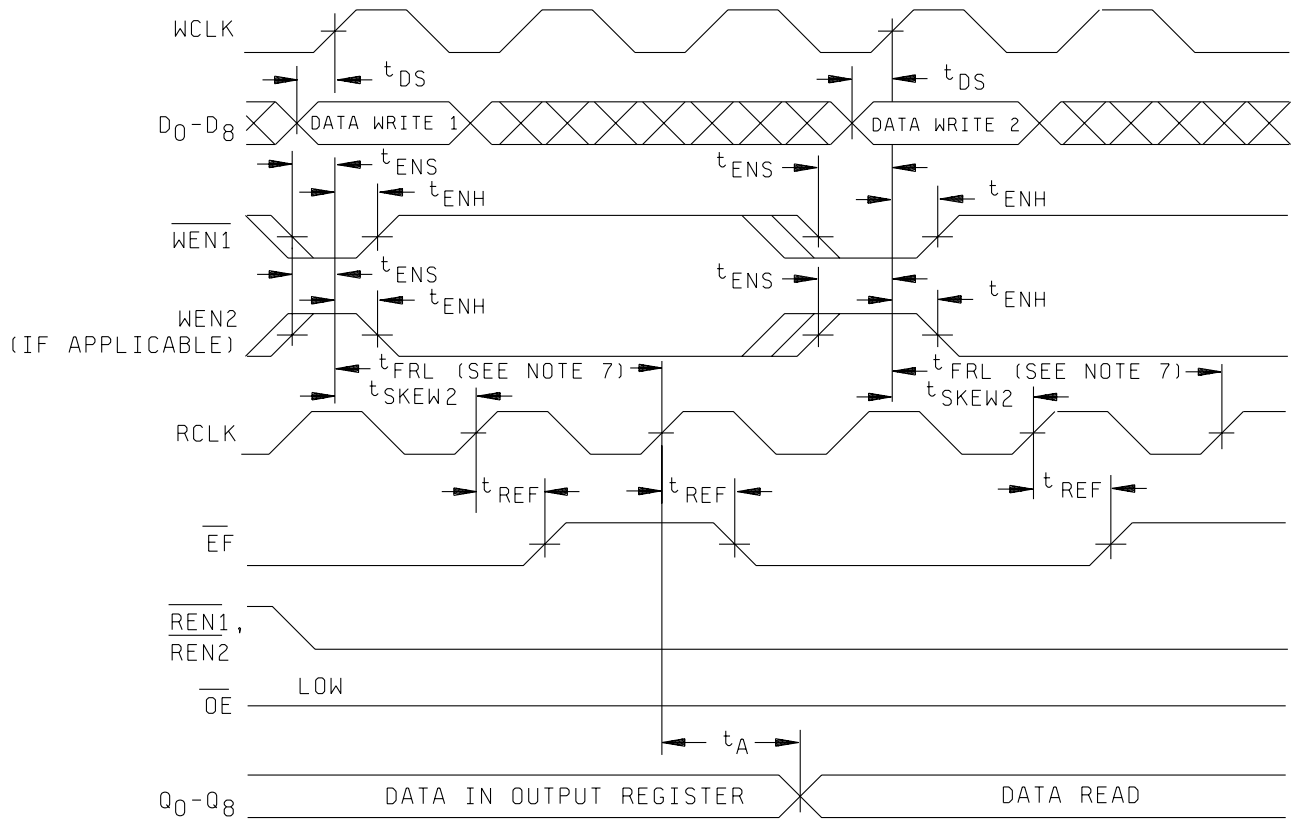 WCLK
tDS tDS
D0-D8 DATA WRITE 1 DATA WRITE 2
tENS tENS
tENH tENH
WEN1
tENS tENS
tENH tENH
WEN2
(IF APPLICABLE)
tFRL (SEE NOTE 7) tFRL (SEE NOTE 7)
tSKEW2 tSKEW2
RCLK
tREF tREF tREF
EF
REN1,
REN2
LOW
OE
tA
Q0-Q8 DATA IN OUTPUT REGISTER DATA READ